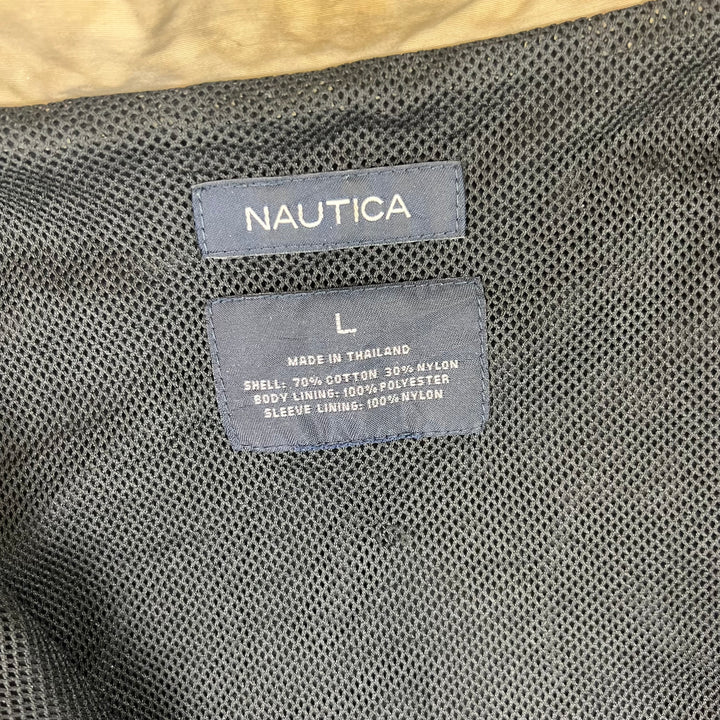 NAUTICA
L
MADE IN THAILAND
SHELL: 70% COTTON 30% NYLON
BODY LINING: 100% POLYESTER
SLEEVE LINING: 100% NYLON